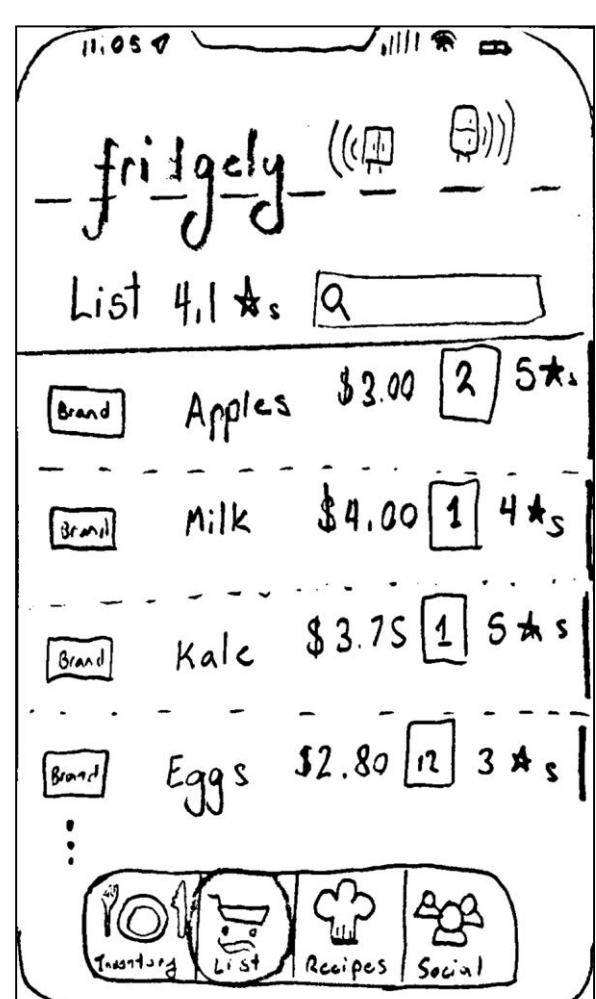 11:05
fridgely
List 4.1 ★s
Brand Apples $3.00 2 5★s
Brand Milk $4.00 1 4★s
Brand Kale $3.75 1 5★s
Brand Eggs $2.80 12 3★s
Inventory List Recipes Social